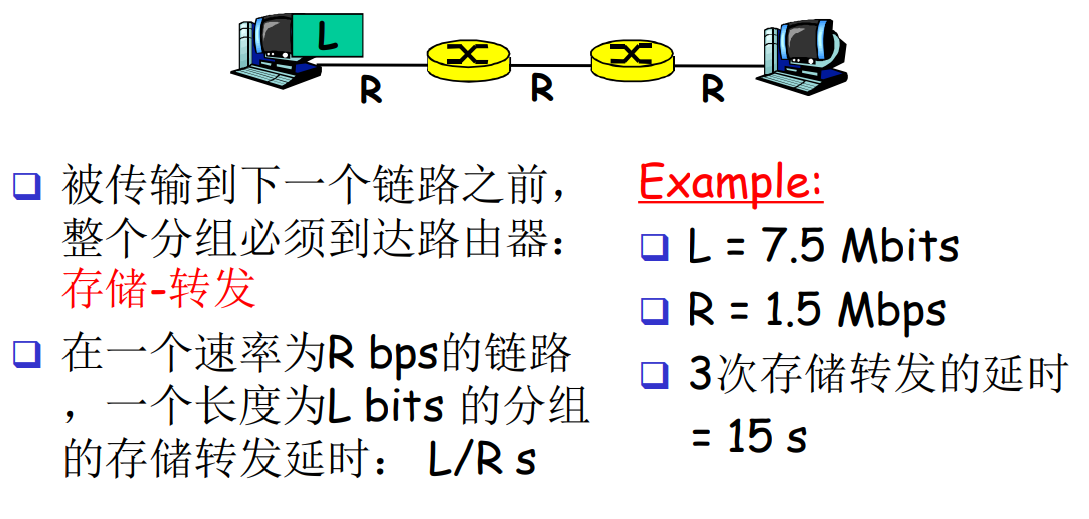 L
R R R
被传输到下一个链路之前，
整个分组必须到达路由器：
存储-转发
在一个速率为R bps的链路
，一个长度为L bits 的分组
的存储转发延时： L/R s
Example:
L = 7.5 Mbits
R = 1.5 Mbps
3次存储转发的延时
= 15 s